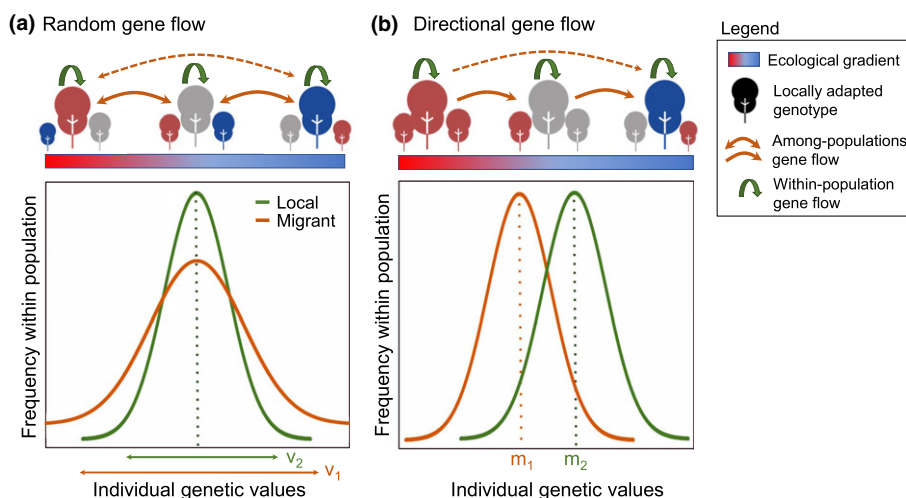 (a) Random gene flow
(b) Directional gene flow
Legend
Ecological gradient
Locally adapted
genotype
Among-populations
gene flow
Within-population
gene flow
Frequency within population
Local
Migrant
v2
v1
Individual genetic values
Frequency within population
m1
m2
Individual genetic values